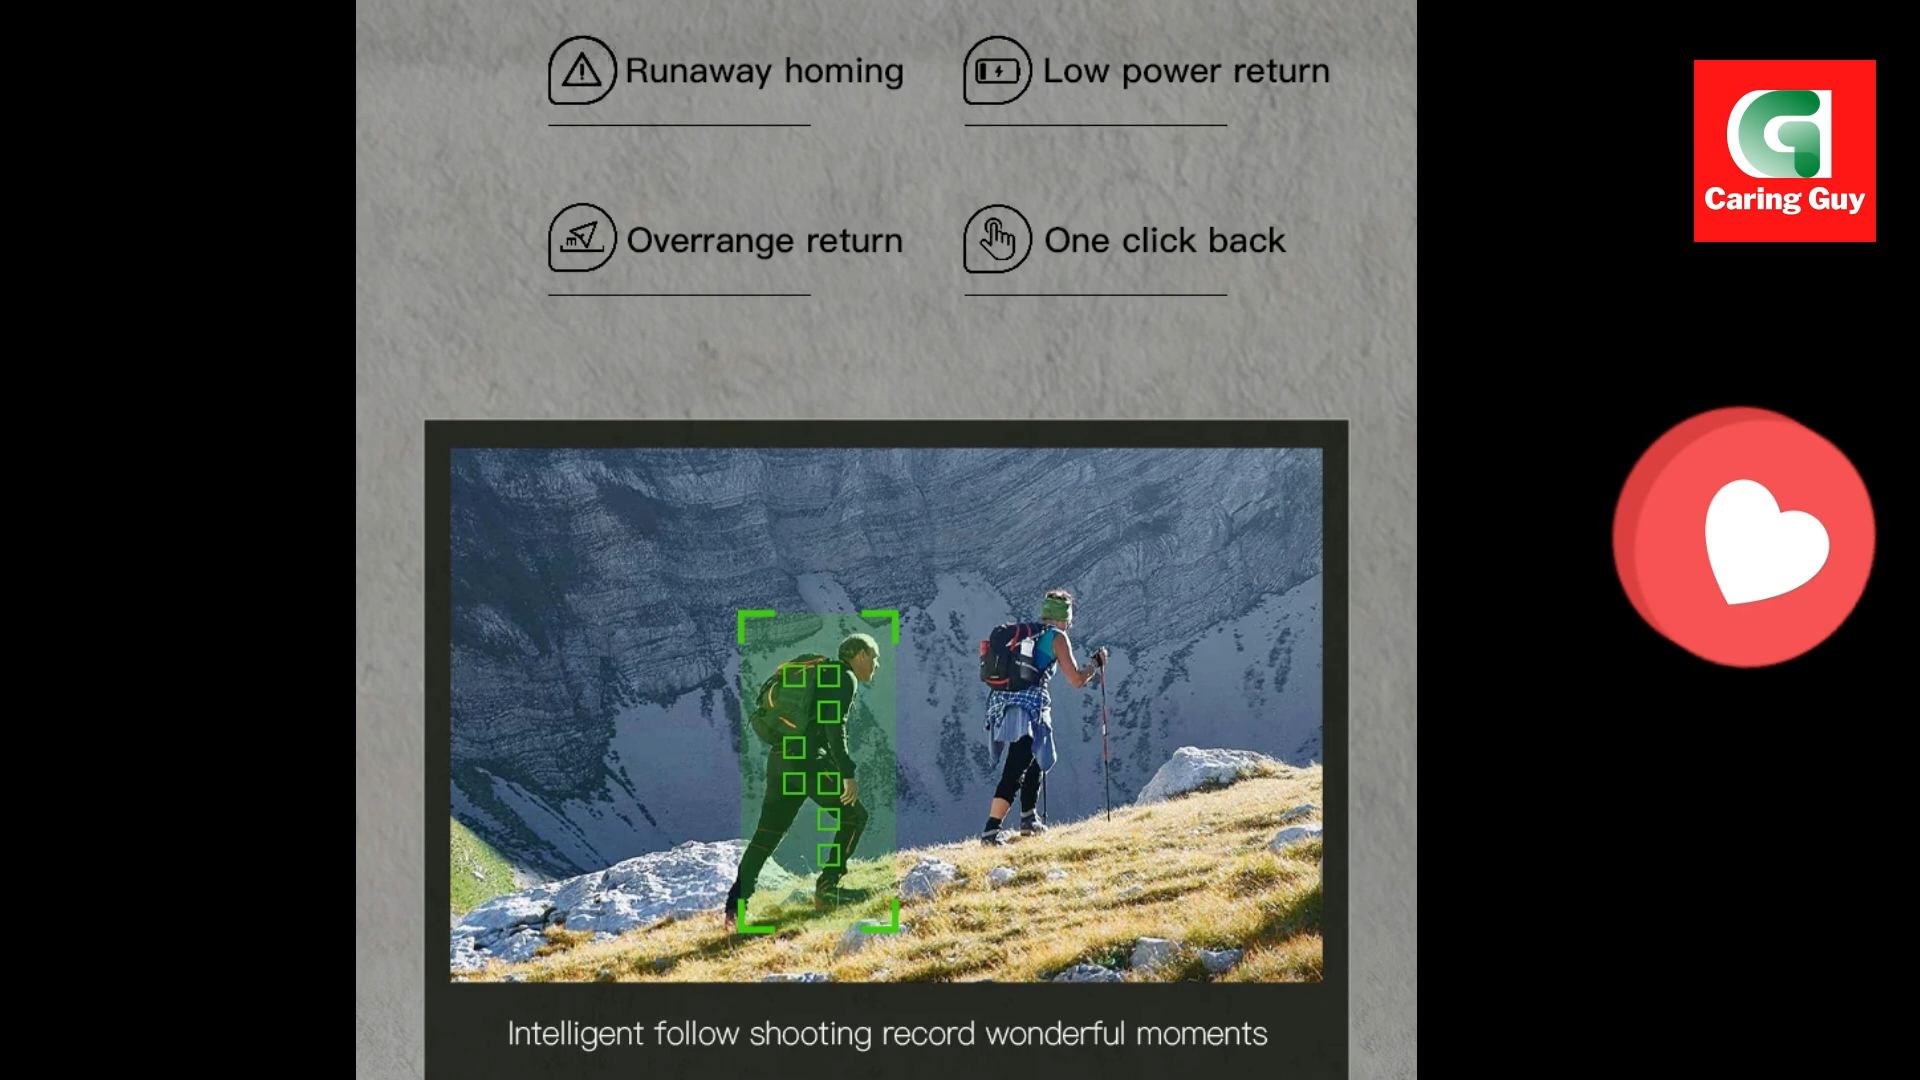 Runaway homing
Low power return
Overrange return
One click back
Caring Guy
Intelligent follow shooting record wonderful moments